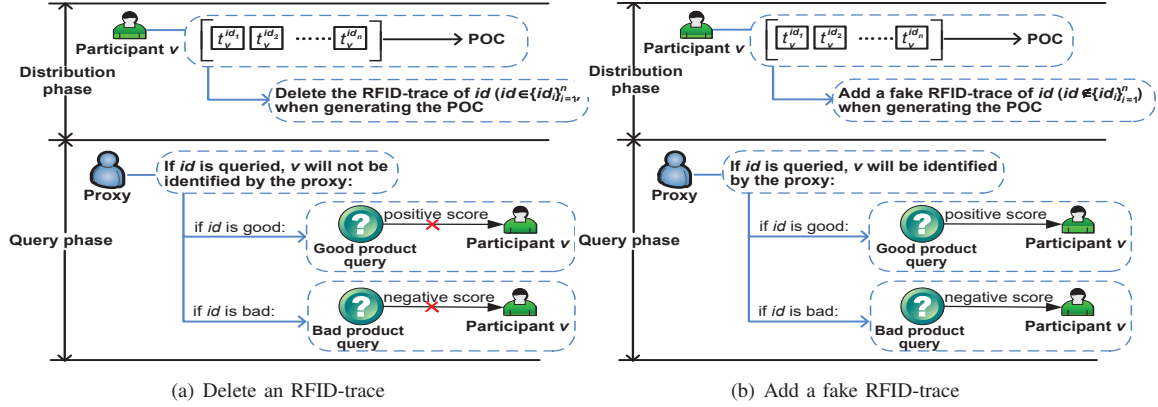 Participant v
t_v^{id_1} t_v^{id_2} ...... t_v^{id_n}
POC
Distribution
phase
Delete the RFID-trace of id (id∈{id_i}_{i=1}^n,
when generating the POC
If id is queried, v will not be
identified by the proxy:
Proxy
Query phase
if id is good:
positive score
Good product
query
Participant v
if id is bad:
negative score
Bad product
query
Participant v
(a) Delete an RFID-trace
Participant v
t_v^{id_1} t_v^{id_2} ...... t_v^{id_n}
POC
Distribution
phase
Add a fake RFID-trace of id (id∉{id_i}_{i=1}^n)
when generating the POC
If id is queried, v will be identified
by the proxy:
Proxy
Query phase
if id is good:
positive score
Good product
query
Participant v
if id is bad:
negative score
Bad product
query
Participant v
(b) Add a fake RFID-trace